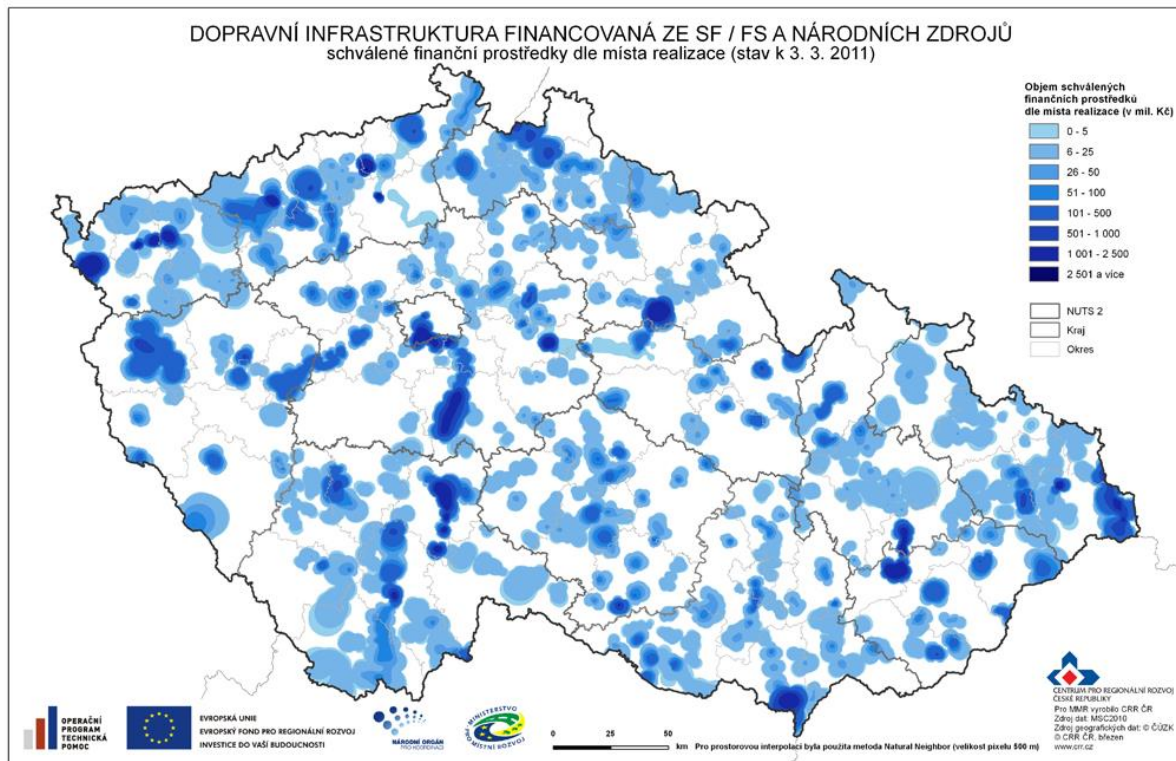 DOPRAVNÍ INFRASTRUKTURA FINANCOVANÁ ZE SF / FS A NÁRODNÍCH ZDROJŮ
schválené finanční prostředky dle místa realizace (stav k 3. 3. 2011)
Objem schválených
finančních prostředků
dle místa realizace (v mil. Kč)
0 - 5
6 - 25
26 - 50
51 - 100
101 - 500
501 - 1 000
1 001 - 2 500
2 501 a více
NUTS 2
Kraj
Okres
OPERAČNÍ
PROGRAM
TECHNICKÁ
POMOC
EVROPSKÁ UNIE
EVROPSKÝ FOND PRO REGIONÁLNÍ ROZVOJ
INVESTICE DO VAŠÍ BUDOUCNOSTI
NÁRODNÍ ORGÁN
PRO KOORDINACI
MINISTERSTVO
PRO MÍSTNÍ ROZVOJ
0 25 50
km Pro prostorovou interpolaci byla použita metoda Natural Neighbor (velikost pixelu 500 m)
CENTRUM PRO REGIONÁLNÍ ROZVOJ
ČESKÉ REPUBLIKY
Pro MMR vyrobilo CRR ČR
Zdroj dat: MSC2010
Zdroj geografických dat: © ČÚZK
© CRR ČR, březen
www.crr.cz